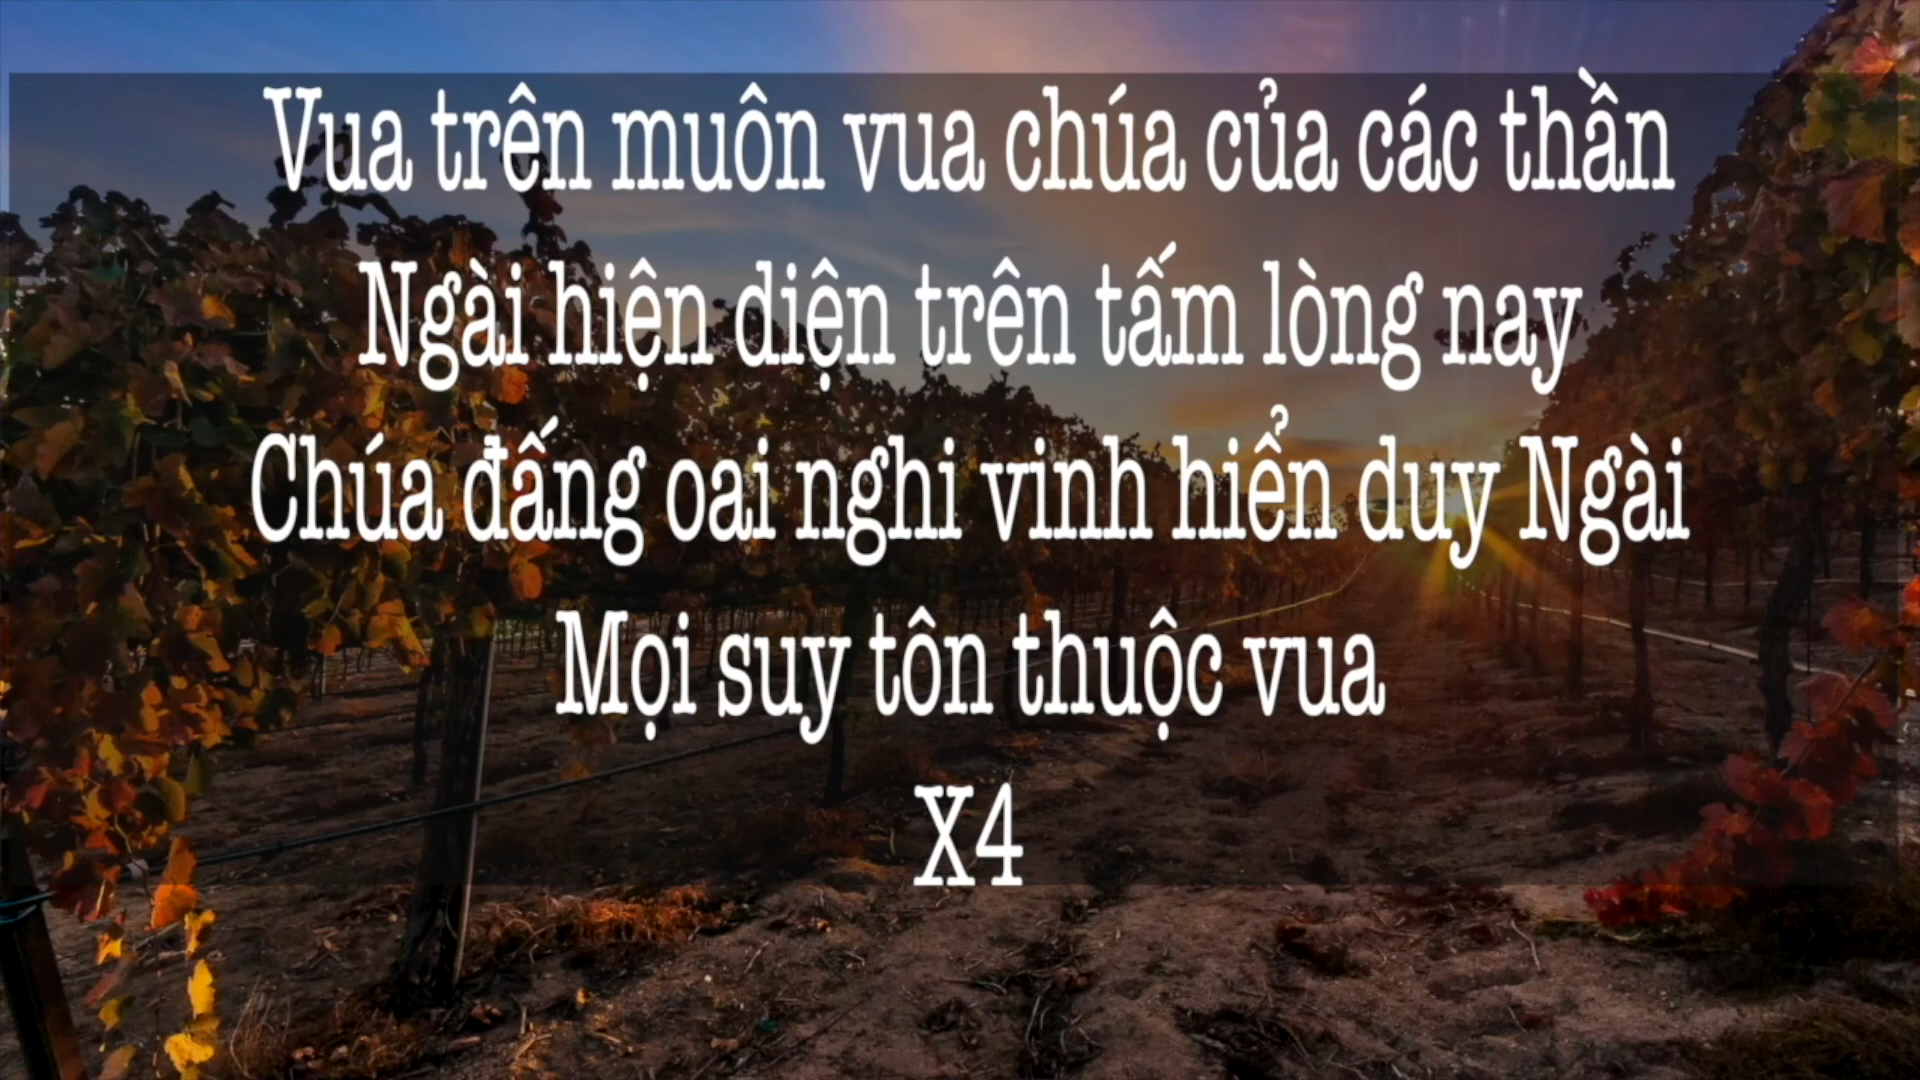 Vua trên muôn vua chúa của các thần
Ngài hiện diện trên tấm lòng nay
Chúa đấng oai nghi vinh hiển duy Ngài
Mọi suy tôn thuộc vua
X4